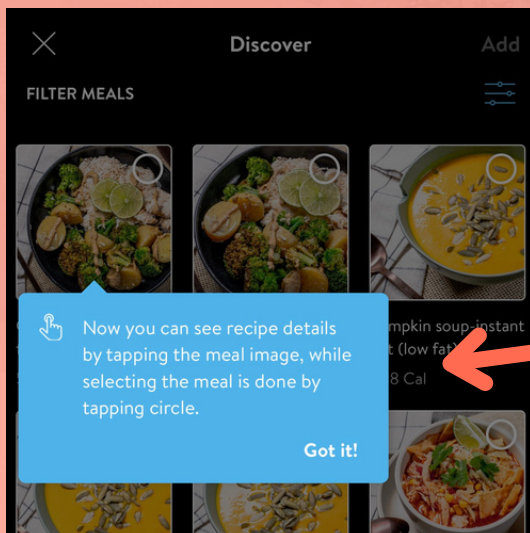 Discover
Add
FILTER MEALS
Now you can see recipe details
by tapping the meal image, while
selecting the meal is done by
tapping circle.
Got it!
soup-instant
(low fat)
8 Cal